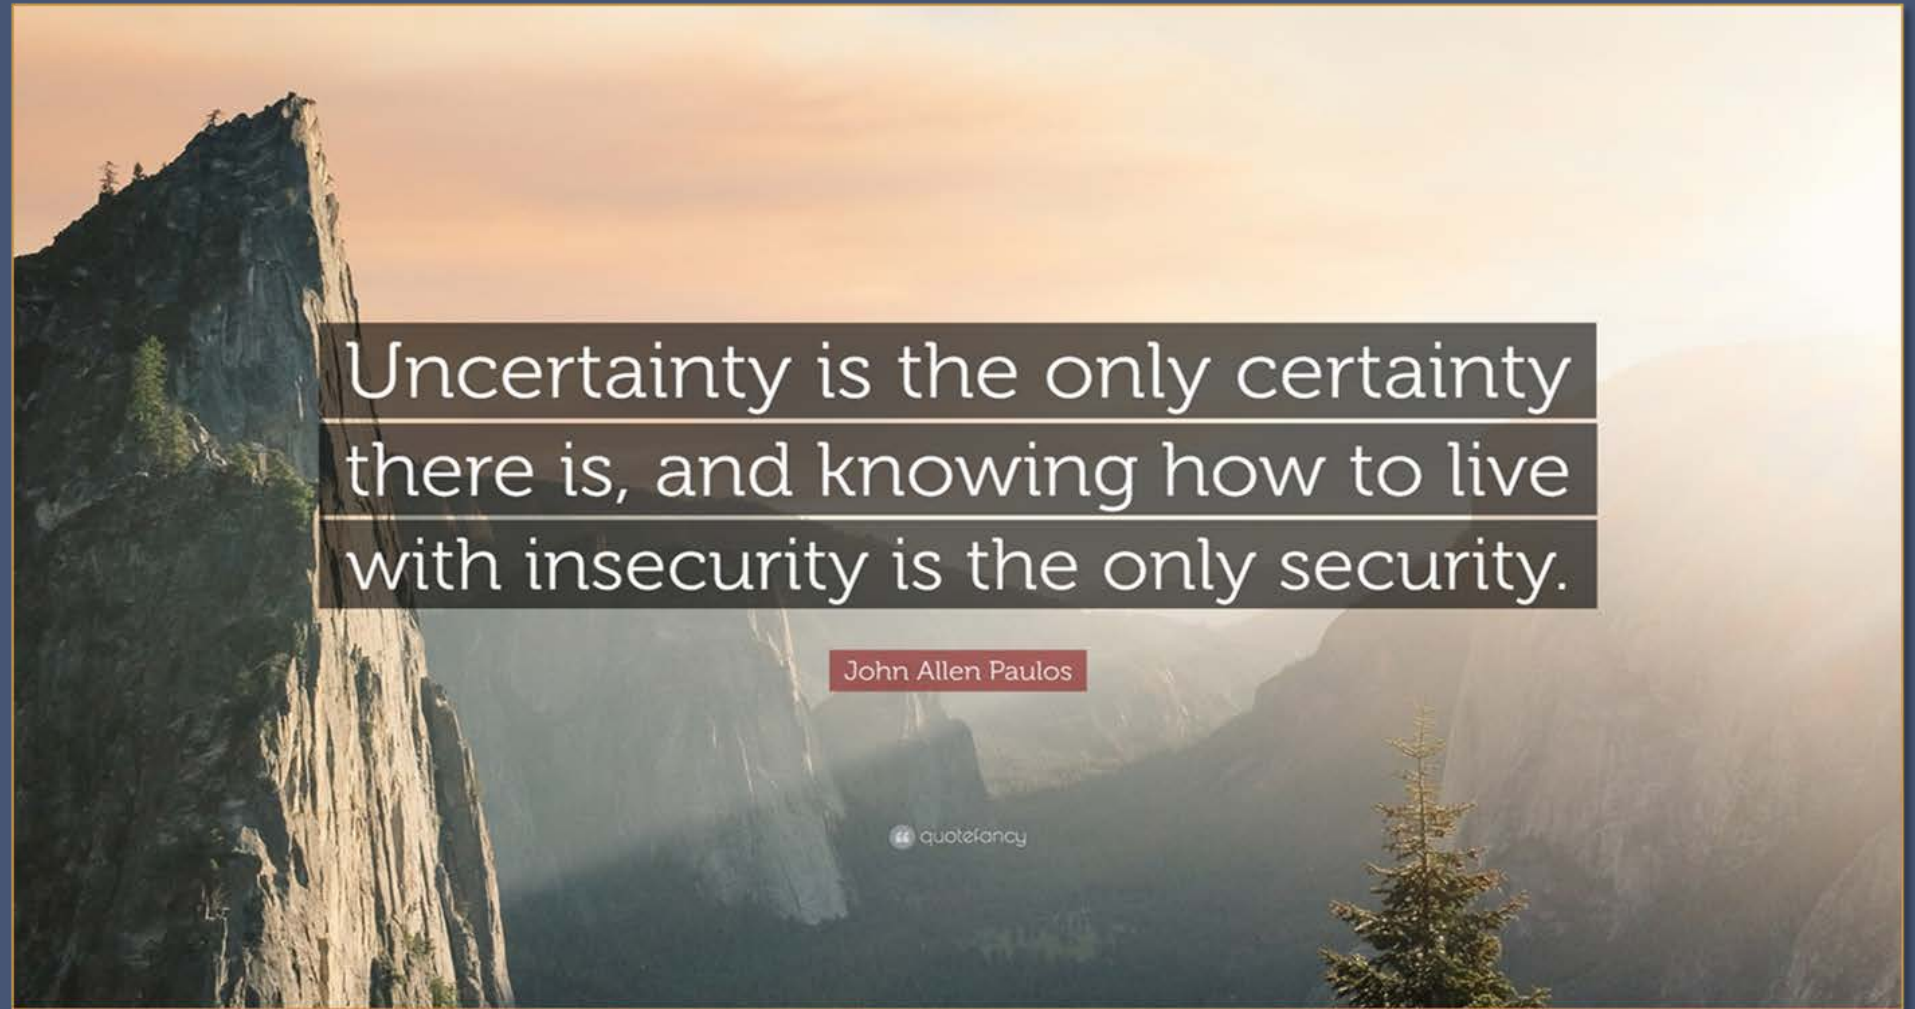 Uncertainty is the only certainty
there is, and knowing how to live
with insecurity is the only security.
John Allen Paulos
quotefancy